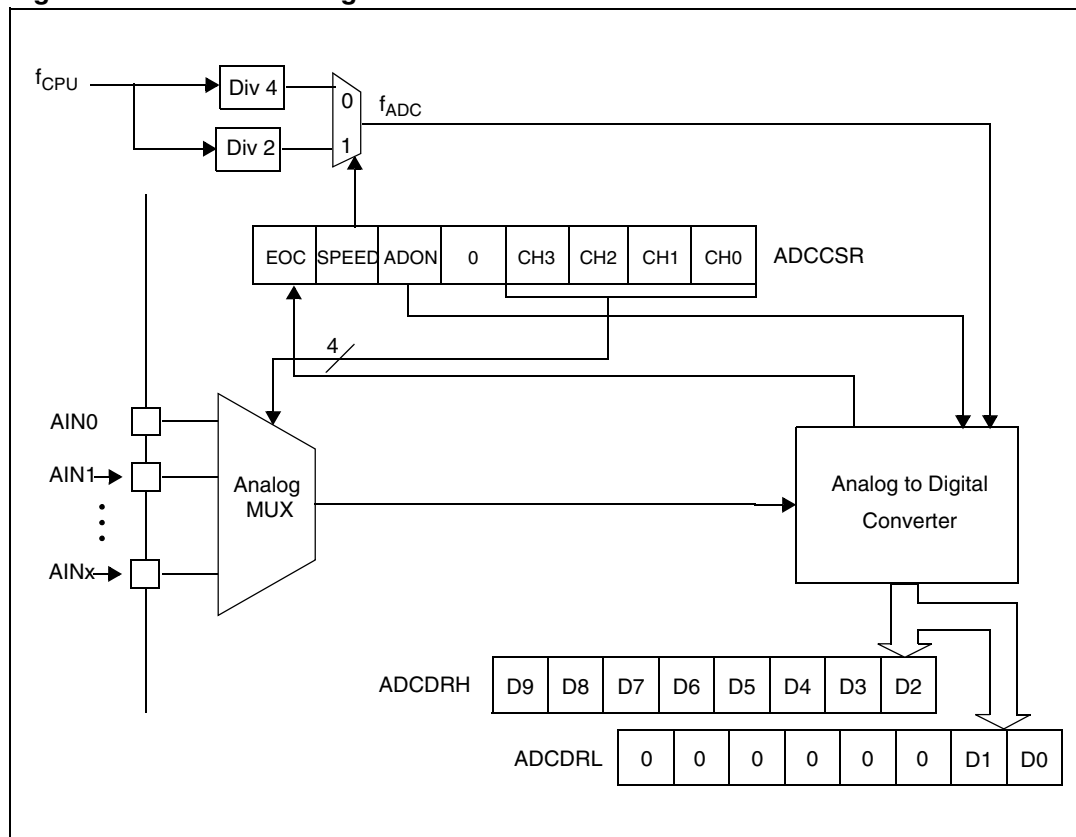 f_CPU
Div 4
0
f_ADC
Div 2
1
EOC SPEED ADON 0 CH3 CH2 CH1 CH0 ADCCSR
4
AIN0
AIN1
AINx
Analog
MUX
Analog to Digital
Converter
ADCDRH D9 D8 D7 D6 D5 D4 D3 D2
ADCDRL 0 0 0 0 0 0 D1 D0